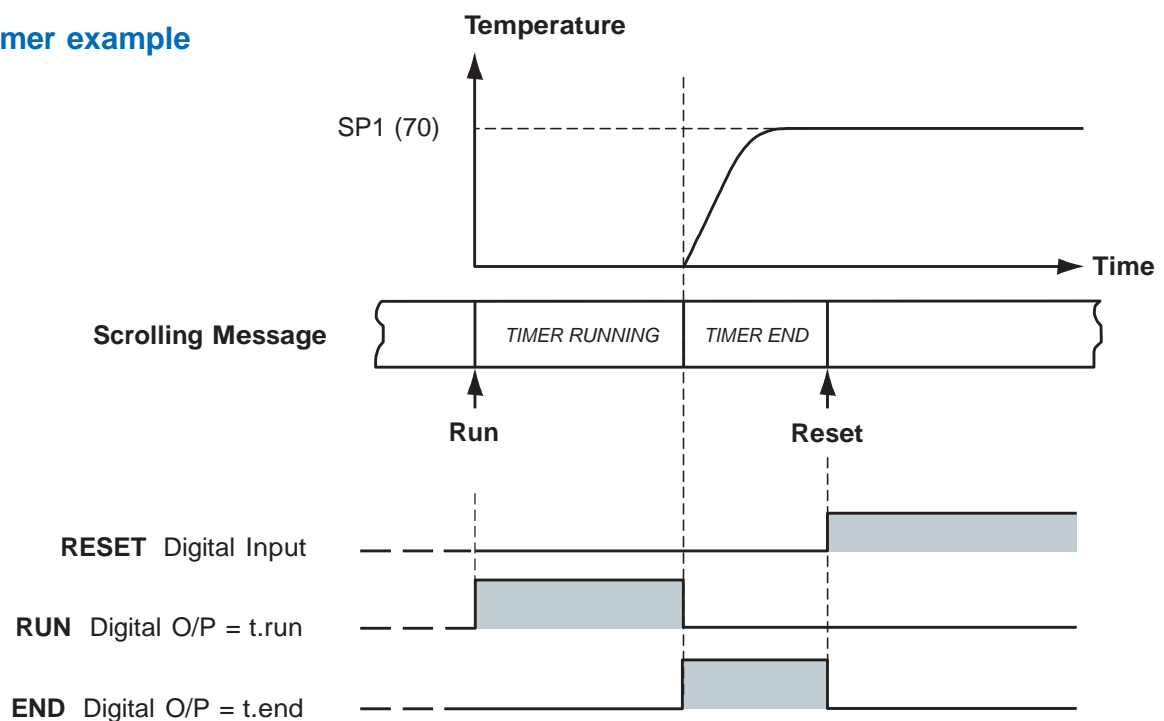 mer example
Temperature
SP1 (70)
Time
Scrolling Message
TIMER RUNNING
TIMER END
Run
Reset
RESET Digital Input
RUN Digital O/P = t.run
END Digital O/P = t.end